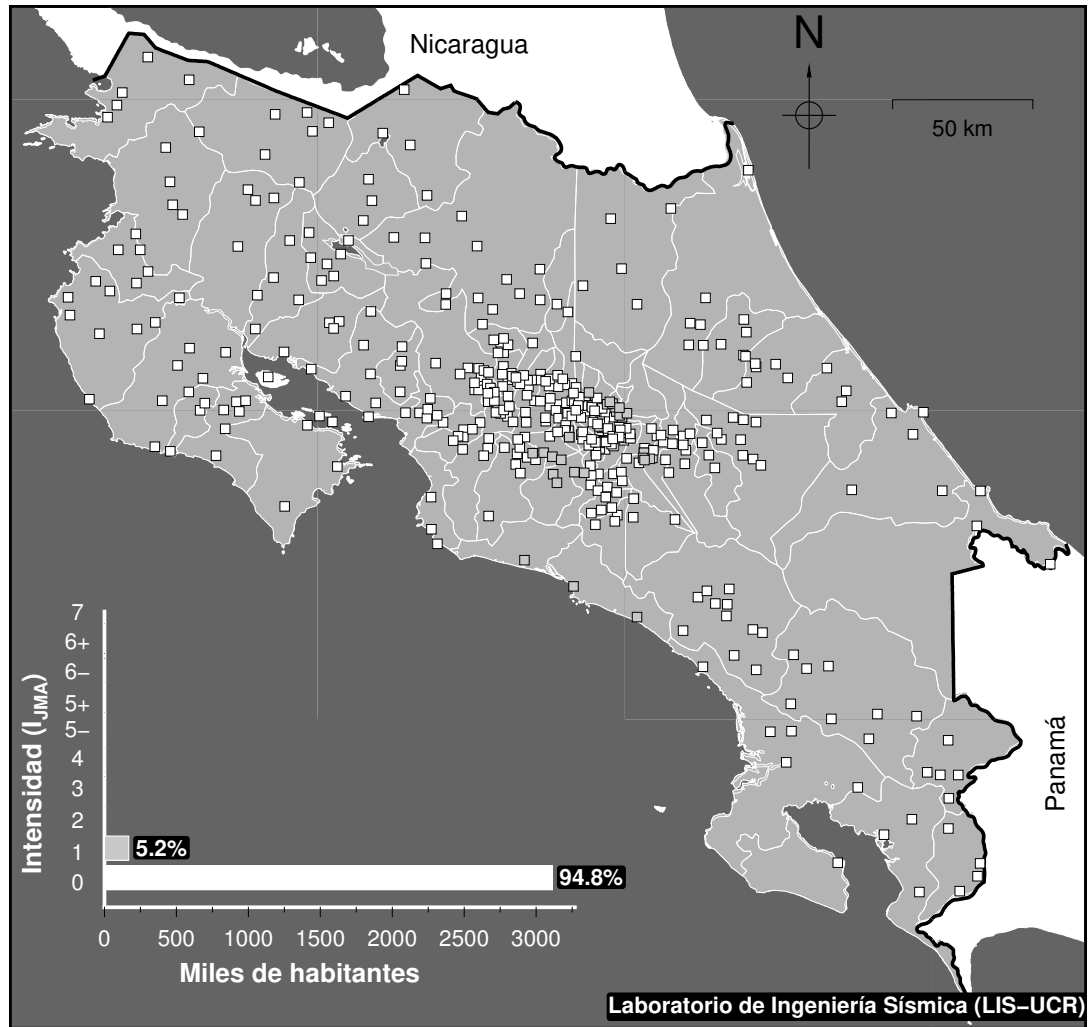 Nicaragua
N
50 km
Panamá
Intensidad (I_JMA)
7
6+
6−
5+
5−
4
3
2
1
0
5.2%
94.8%
0 500 1000 1500 2000 2500 3000
Miles de habitantes
Laboratorio de Ingeniería Sísmica (LIS−UCR)